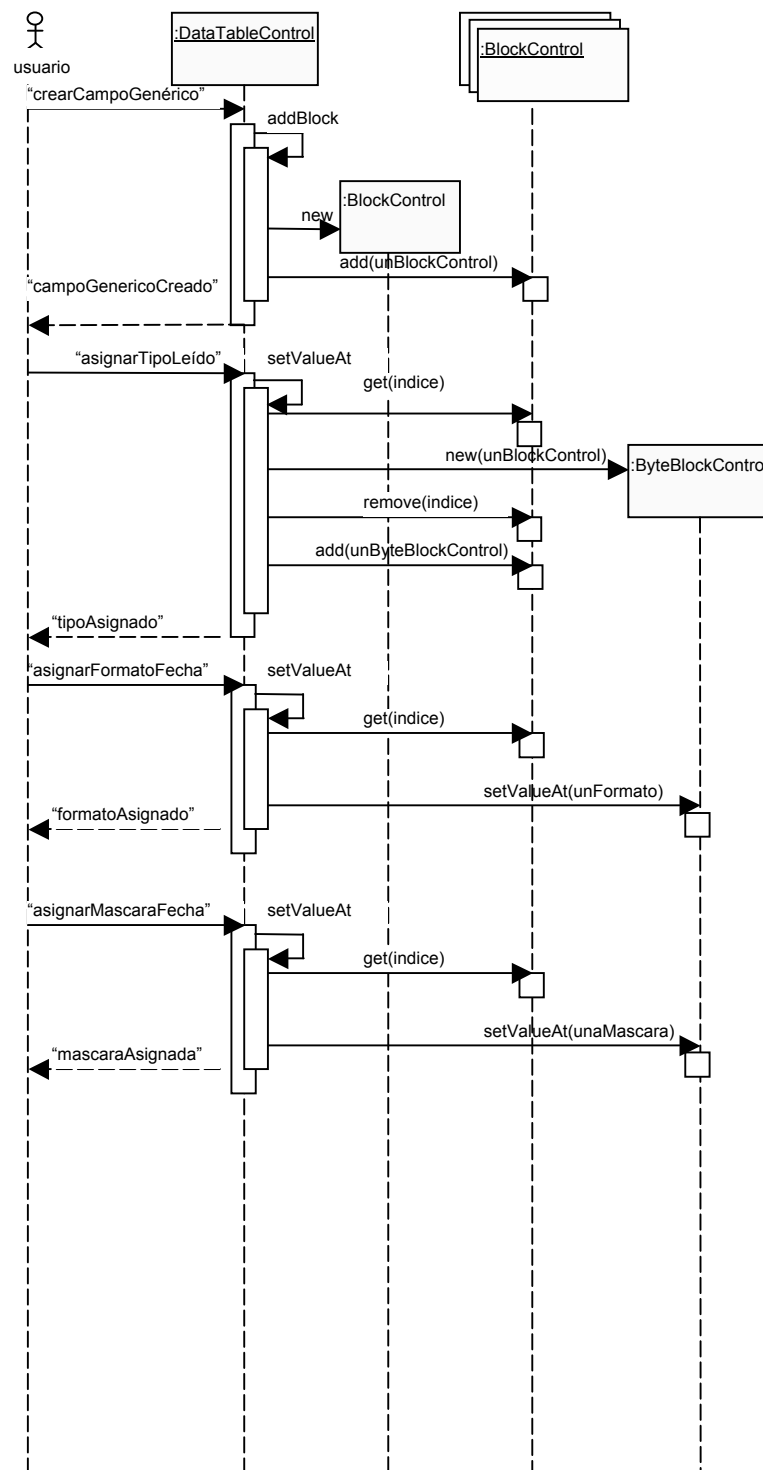 :DataTableControl
:BlockControl
usuario
“crearCampoGenérico”
addBlock
:BlockControl
new
add(unBlockControl)
“campoGenericoCreado”
“asignarTipoLeído”
setValueAt
get(indice)
new(unBlockControl)
:ByteBlockContro
remove(indice)
add(unByteBlockControl)
“tipoAsignado”
“asignarFormatoFecha”
setValueAt
get(indice)
setValueAt(unFormato)
“formatoAsignado”
“asignarMascaraFecha”
setValueAt
get(indice)
setValueAt(unaMascara)
“mascaraAsignada”